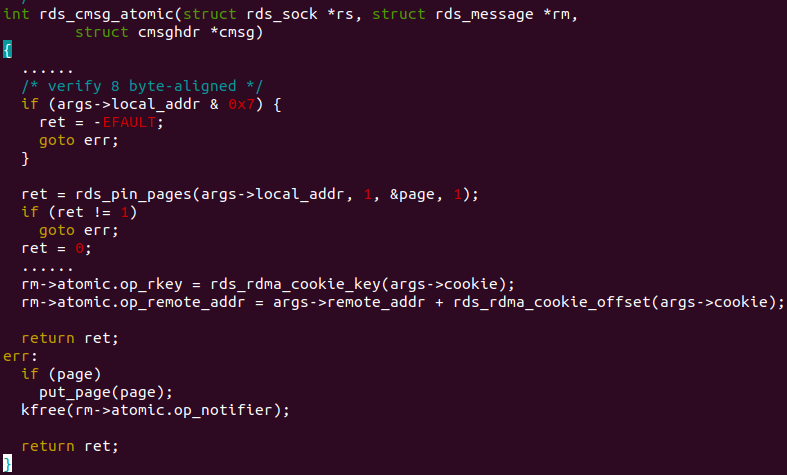 */
int rds_cmsg_atomic(struct rds_sock *rs, struct rds_message *rm,
        struct cmsghdr *cmsg)
{
  ......
  /* verify 8 byte-aligned */
  if (args->local_addr & 0x7) {
    ret = -EFAULT;
    goto err;
  }

  ret = rds_pin_pages(args->local_addr, 1, &page, 1);
  if (ret != 1)
    goto err;
  ret = 0;
  ......
  rm->atomic.op_rkey = rds_rdma_cookie_key(args->cookie);
  rm->atomic.op_remote_addr = args->remote_addr + rds_rdma_cookie_offset(args->cookie);

  return ret;
err:
  if (page)
    put_page(page);
  kfree(rm->atomic.op_notifier);

  return ret;
}